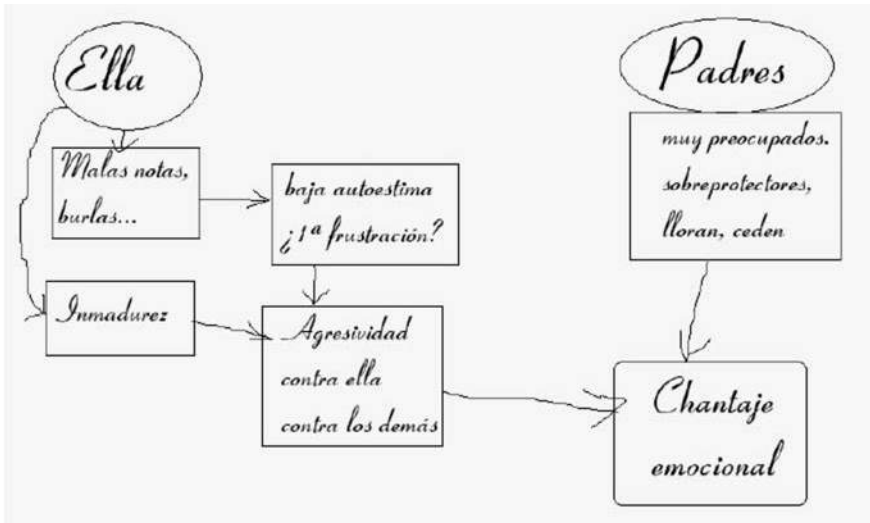 Ella
Malas notas,
burlas...
baja autoestima
¿1ª frustración?
Inmadurez
Agresividad
contra ella
contra los demás
Padres
muy preocupados.
sobreprotectores,
lloran, ceden
Chantaje
emocional